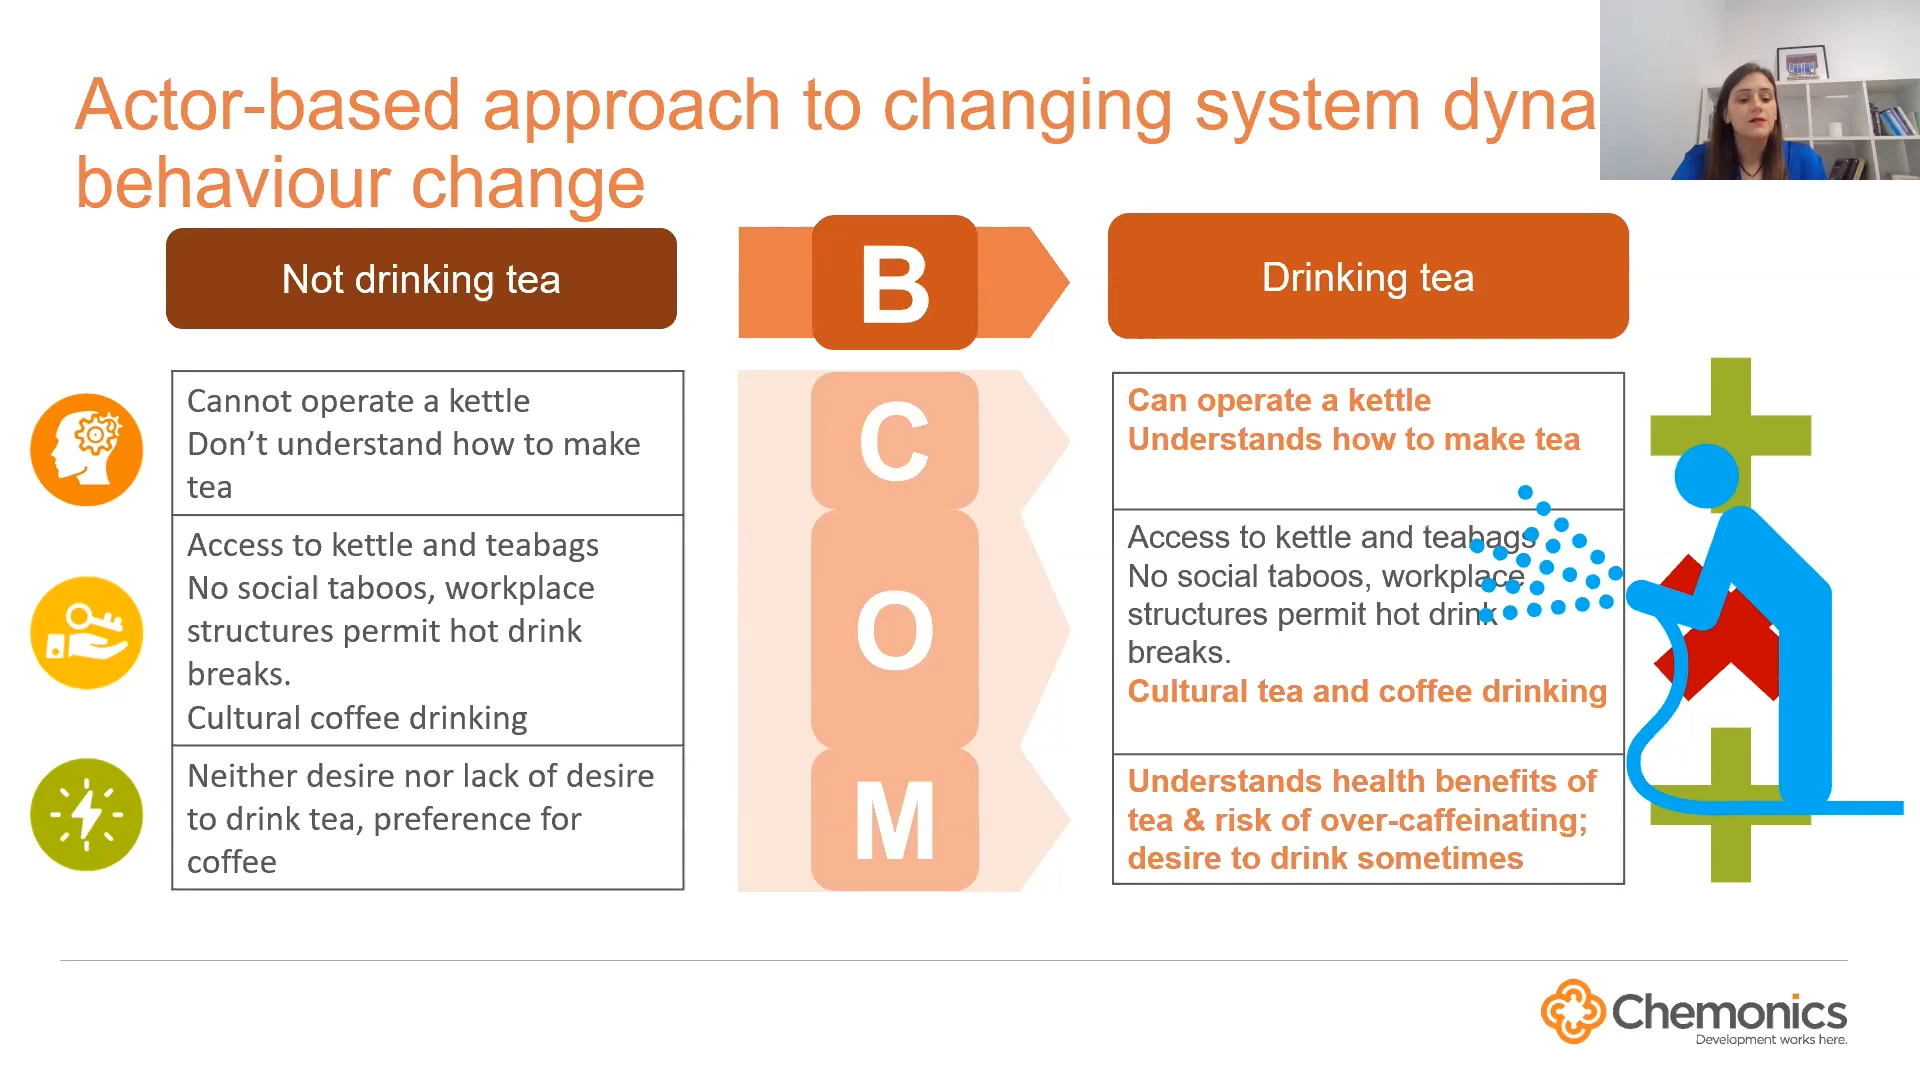 Actor-based approach to changing system dyna
behaviour change
Not drinking tea
B
Drinking tea
Cannot operate a kettle
Don’t understand how to make
tea
C
Can operate a kettle
Understands how to make tea
Access to kettle and teabags
No social taboos, workplace
structures permit hot drink
breaks.
Cultural coffee drinking
O
Access to kettle and teabags
No social taboos, workplace
structures permit hot drink
breaks.
Cultural tea and coffee drinking
Neither desire nor lack of desire
to drink tea, preference for
coffee
M
Understands health benefits of
tea & risk of over-caffeinating;
desire to drink sometimes
Chemonics
Development works here.